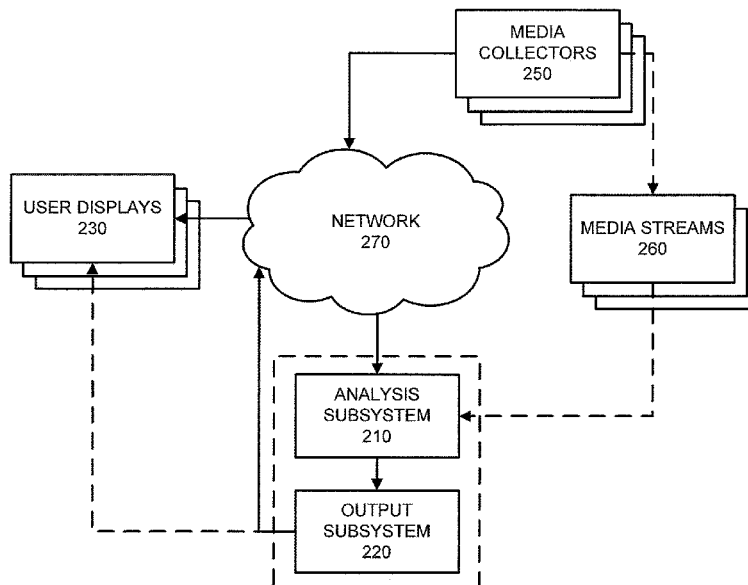 MEDIA
COLLECTORS
250
USER DISPLAYS
230
NETWORK
270
MEDIA STREAMS
260
ANALYSIS
SUBSYSTEM
210
OUTPUT
SUBSYSTEM
220